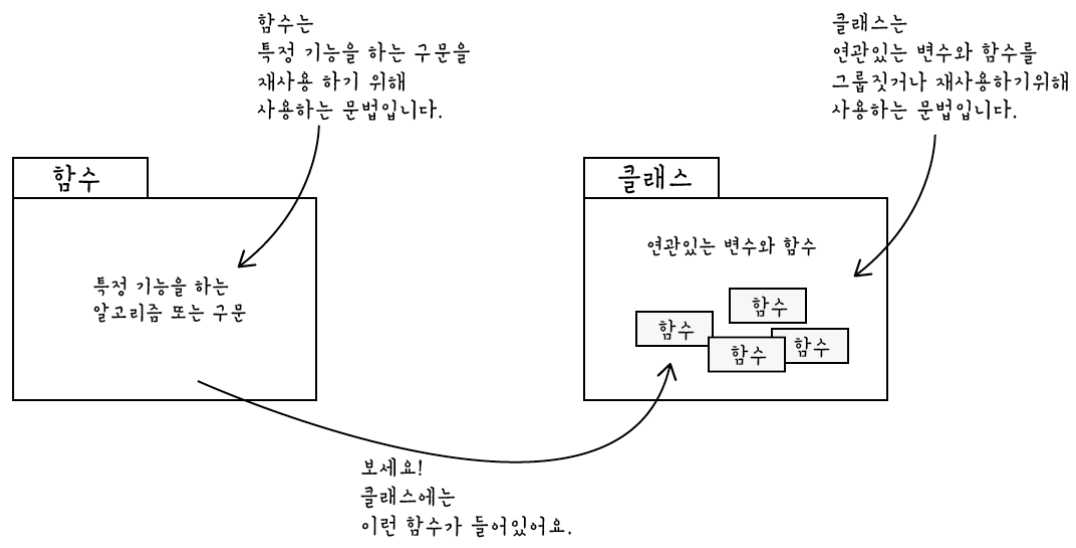 함수는
특정 기능을 하는 구문을
재사용 하기 위해
사용하는 문법입니다.
클래스는
연관있는 변수와 함수를
그룹짓거나 재사용하기위해
사용하는 문법입니다.
함수
특정 기능을 하는
알고리즘 또는 구문
클래스
연관있는 변수와 함수
함수
함수
함수
함수
보세요!
클래스에는
이런 함수가 들어있어요.